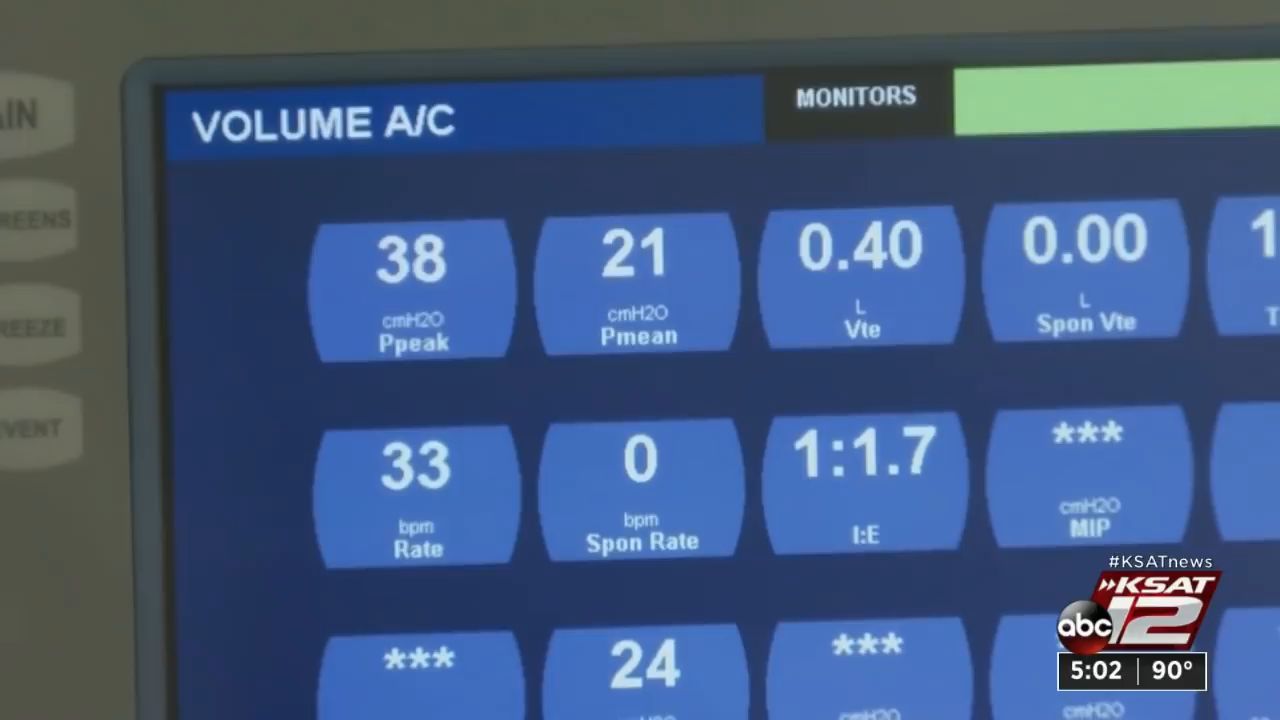 VOLUME A/C
MONITORS
38
cmH2O
Ppeak
21
cmH2O
Pmean
0.40
L
Vte
0.00
L
Spon Vte
33
bpm
Rate
0
bpm
Spon Rate
1:1.7
I:E
***
cmH2O
MIP
***
24
***
cmH2O
#KSATnews
KSAT
abc 12
5:02 90°